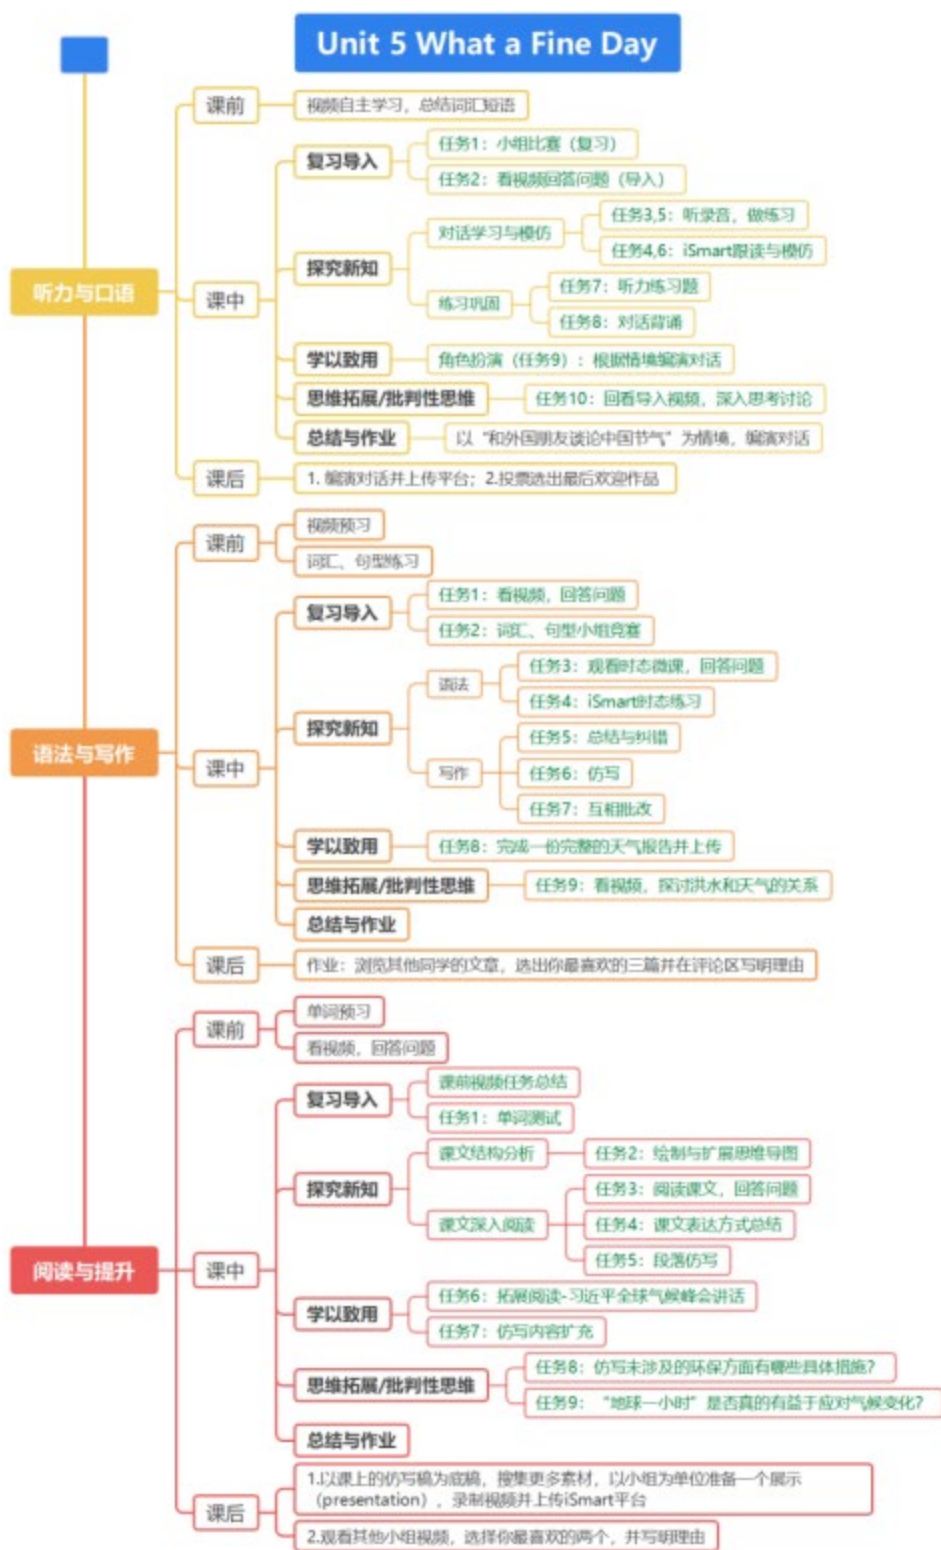 Unit 5 What a Fine Day
听力与口语
课前
视频自主学习，总结词汇短语
课中
复习导入
任务1：小组比赛（复习）
任务2：看视频回答问题（导入）
探究新知
对话学习与模仿
任务3,5：听录音，做练习
任务4,6：iSmart跟读与模仿
练习巩固
任务7：听力练习题
任务8：对话背诵
学以致用
角色扮演（任务9）：根据情境编演对话
思维拓展/批判性思维
任务10：回看导入视频，深入思考讨论
总结与作业
以“和外国朋友谈论中国节气”为情境，编演对话
课后
1. 编演对话并上传平台；2.投票选出最后欢迎作品
语法与写作
课前
视频预习
词汇、句型练习
课中
复习导入
任务1：看视频，回答问题
任务2：词汇、句型小组竞赛
探究新知
语法
任务3：观看时态微课，回答问题
任务4：iSmart时态练习
写作
任务5：总结与纠错
任务6：仿写
任务7：互相批改
学以致用
任务8：完成一份完整的天气报告并上传
思维拓展/批判性思维
任务9：看视频，探讨洪水和天气的关系
总结与作业
课后
作业：浏览其他同学的文章，选出你最喜欢的三篇并在评论区写明理由
阅读与提升
课前
单词预习
看视频，回答问题
课中
复习导入
课前视频任务总结
任务1：单词测试
探究新知
课文结构分析
任务2：绘制与扩展思维导图
课文深入阅读
任务3：阅读课文，回答问题
任务4：课文表达方式总结
任务5：段落仿写
学以致用
任务6：拓展阅读-习近平全球气候峰会讲话
任务7：仿写内容扩充
思维拓展/批判性思维
任务8：仿写未涉及的环保方面有哪些具体措施？
任务9：“地球一小时”是否真的有益于应对气候变化？
总结与作业
课后
1.以课上的仿写稿为底稿，搜集更多素材，以小组为单位准备一个展示
（presentation），录制视频并上传iSmart平台
2.观看其他小组视频，选择你最喜欢的两个，并写明理由